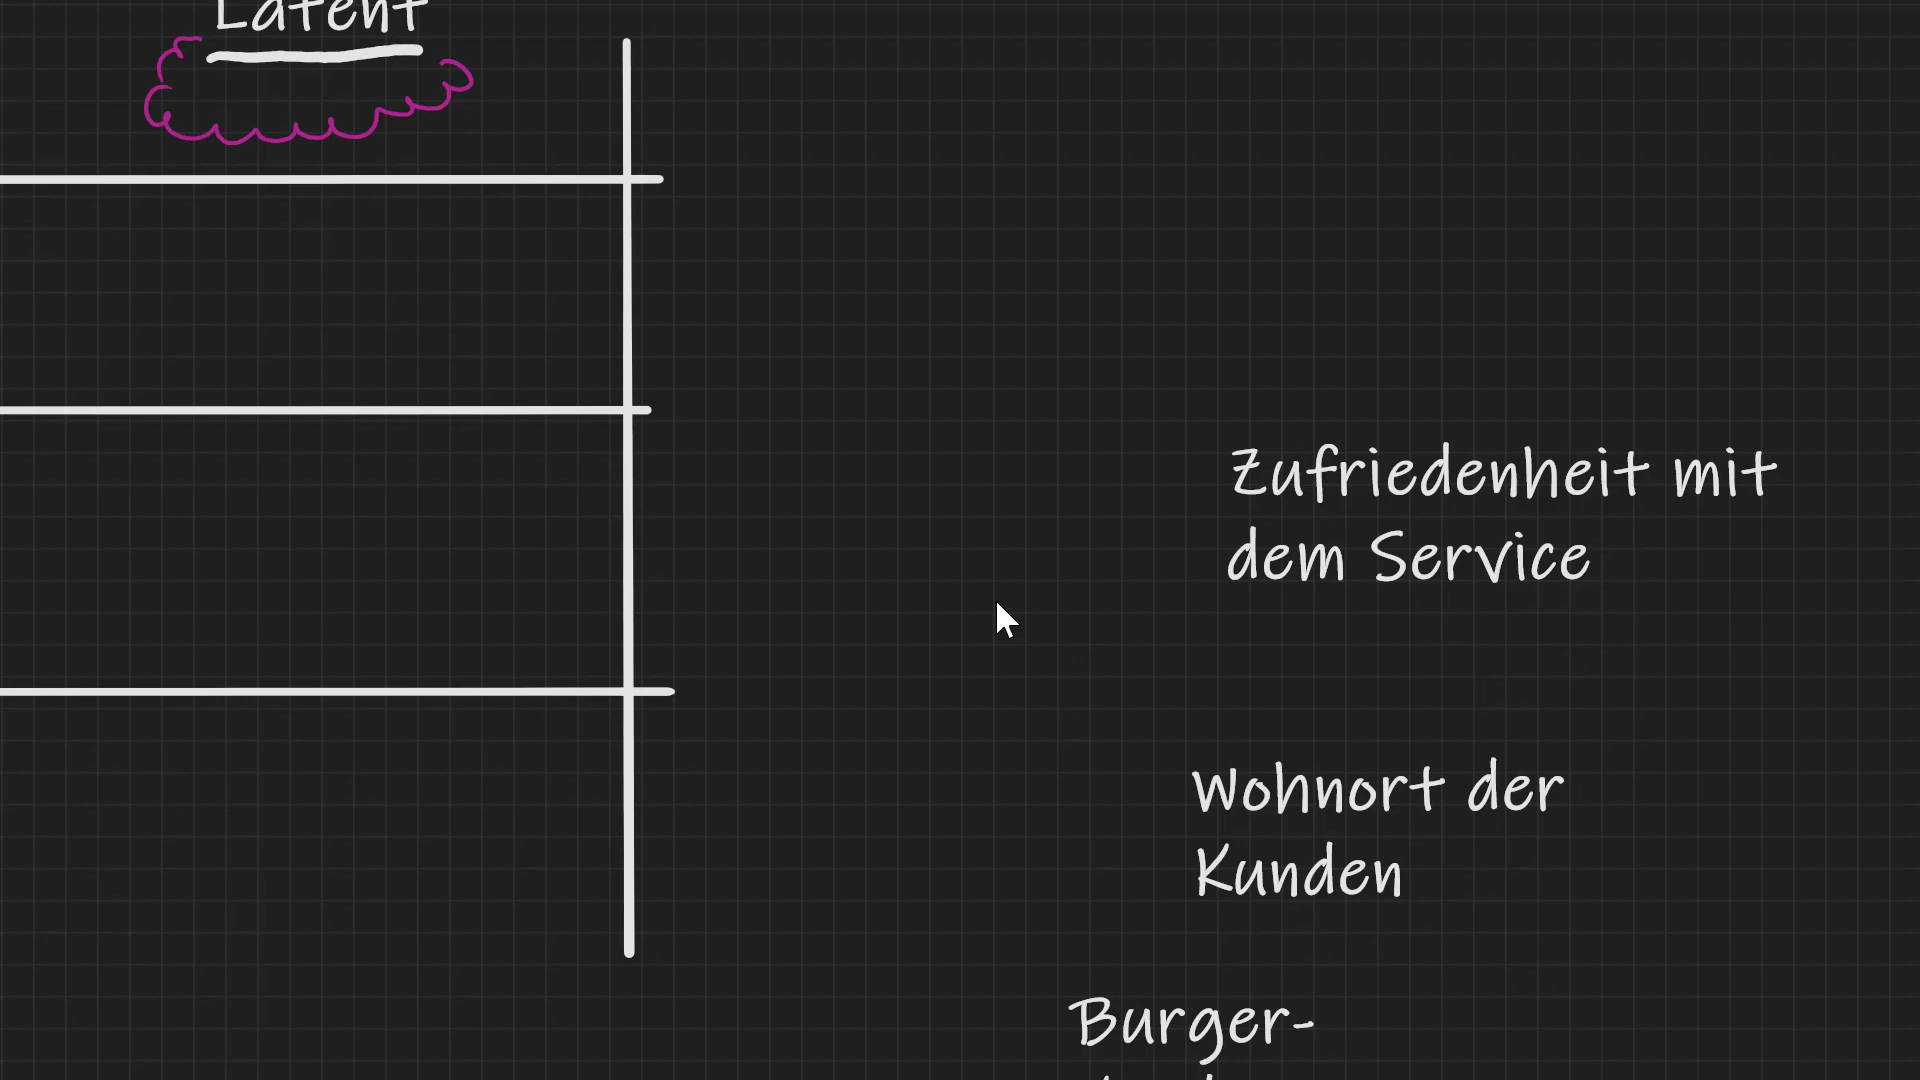 Latent
Zufriedenheit mit
dem Service
Wohnort der
Kunden
Burger-